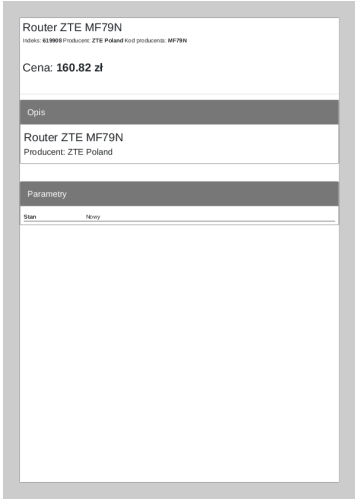 Router ZTE MF79N
Indeks: 619908 Producent: ZTE Poland Kod producenta: MF79N
Cena: 160.82 zł
Opis
Router ZTE MF79N
Producent: ZTE Poland
Parametry
Stan Nowy